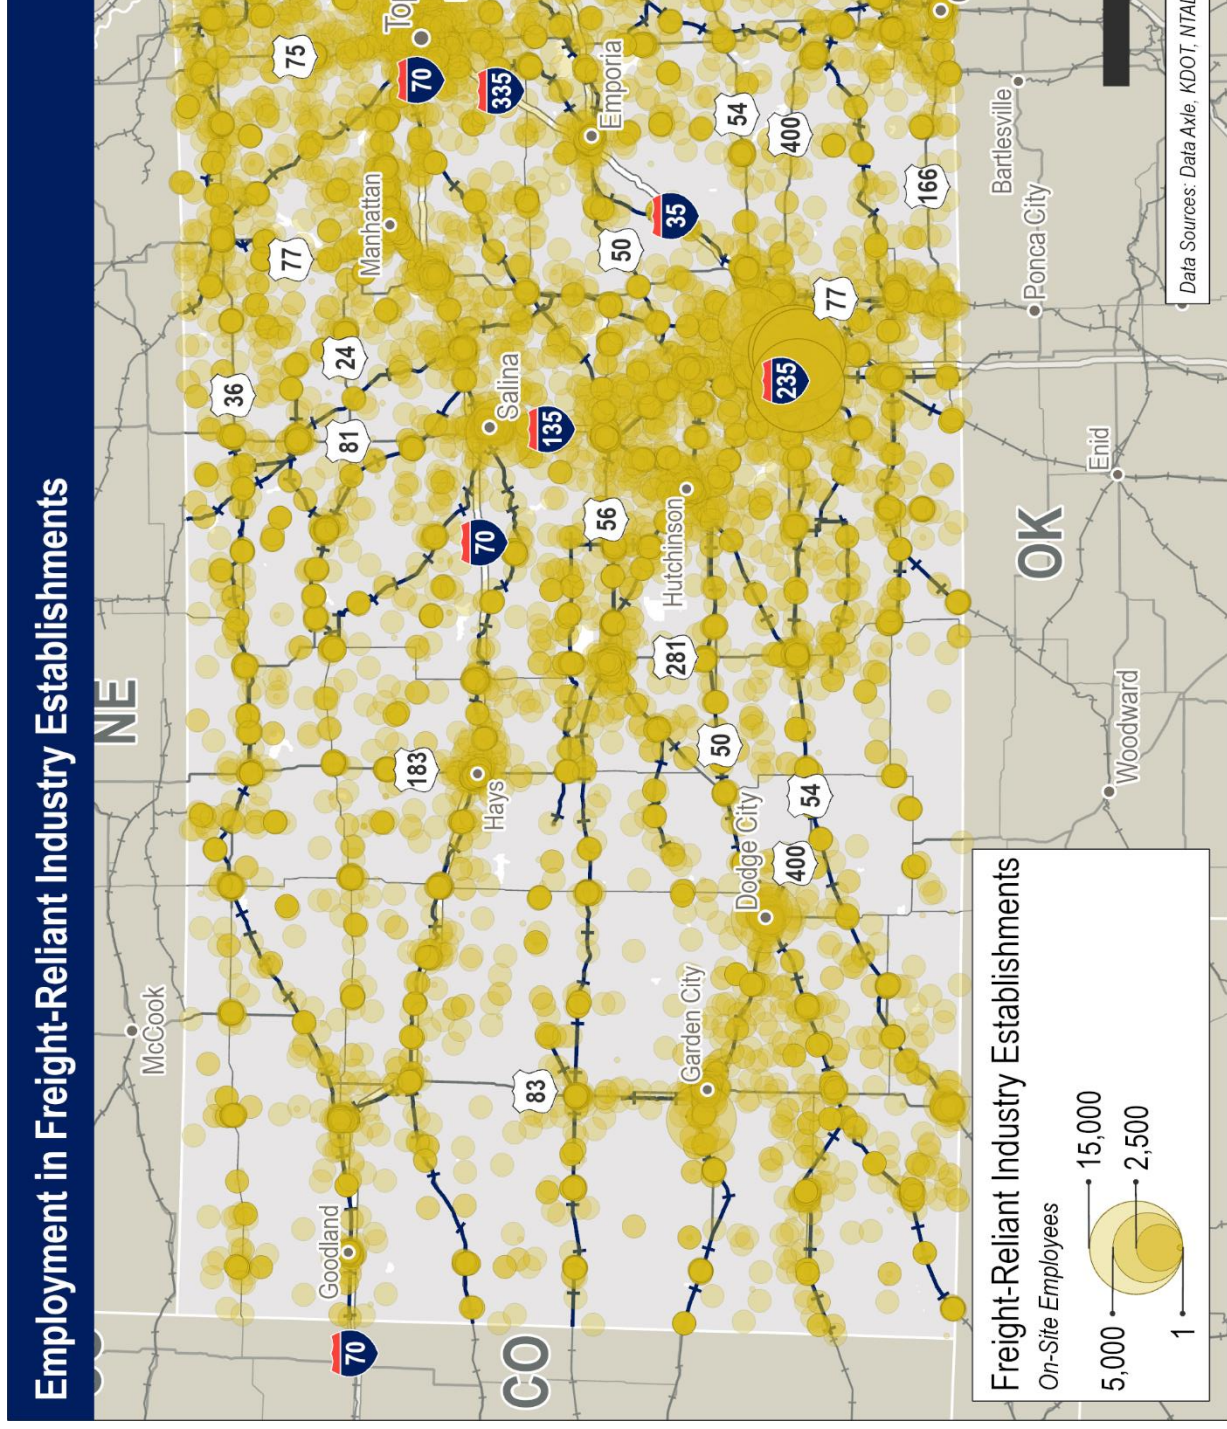 Employment in Freight-Reliant Industry Establishments
NE
McCook
36
75
77
Manhattan
24
81
Top
70
335
Goodland
70
183
Hays
70
Salina
135
Emporia
CO
83
56
50
35
Garden City
Dodge City
50
281
Hutchinson
54
400
400
54
235
77
166
OK
Woodward
Enid
Ponca City
Bartlesville
Freight-Reliant Industry Establishments
On-Site Employees
5,000
15,000
1
2,500
Data Sources: Data Axle, KDOT, NTAD